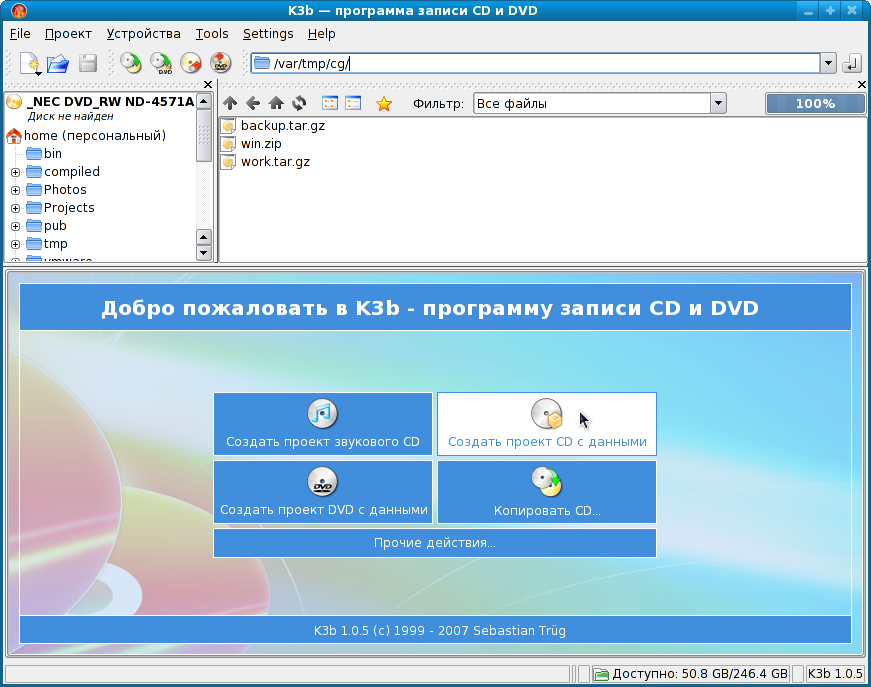 K3b — программа записи CD и DVD
File Проект Устройства Tools Settings Help
/var/tmp/cg/
_NEC DVD_RW ND-4571A
Диск не найден
home (персональный)
bin
compiled
Photos
Projects
pub
tmp
vmware
Фильтр: Все файлы 100%
backup.tar.gz
win.zip
work.tar.gz
Добро пожаловать в K3b - программу записи CD и DVD
Создать проект звукового CD
Создать проект CD с данными
DVD
Создать проект DVD с данными
Копировать CD...
Прочие действия...
K3b 1.0.5 (c) 1999 - 2007 Sebastian Trüg
Доступно: 50.8 GB/246.4 GB K3b 1.0.5